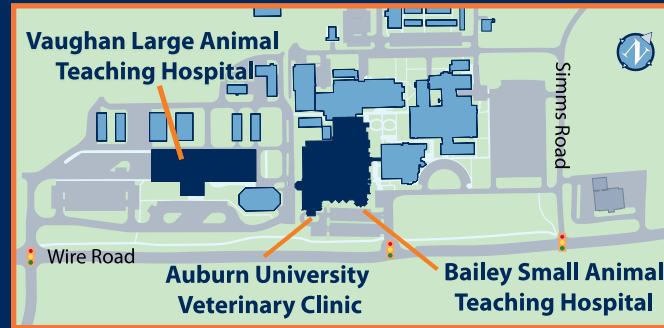 Vaughan Large Animal
Teaching Hospital
N
Simms Road
Wire Road
Auburn University
Veterinary Clinic
Bailey Small Animal
Teaching Hospital